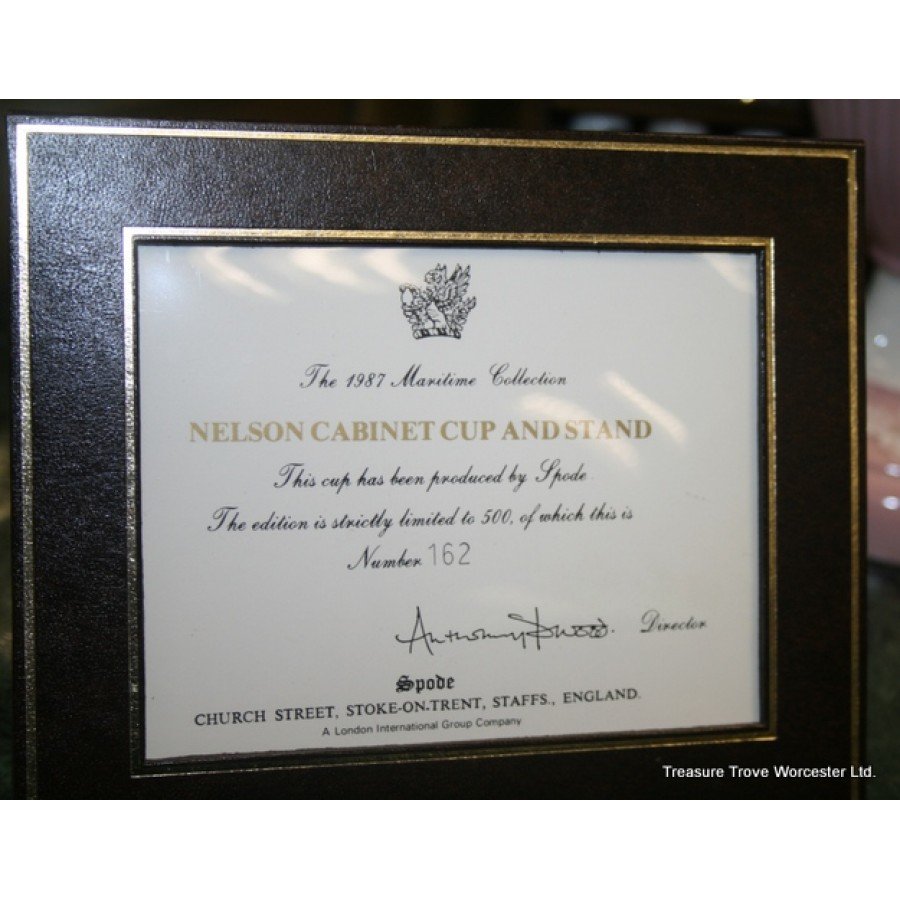 The 1987 Maritime Collection
NELSON CABINET CUP AND STAND
This cup has been produced by Spode
The edition is strictly limited to 500, of which this is
Number 162
Anthony Wood. Director
Spode
CHURCH STREET, STOKE-ON-TRENT, STAFFS., ENGLAND.
A London International Group Company
Treasure Trove Worcester Ltd.